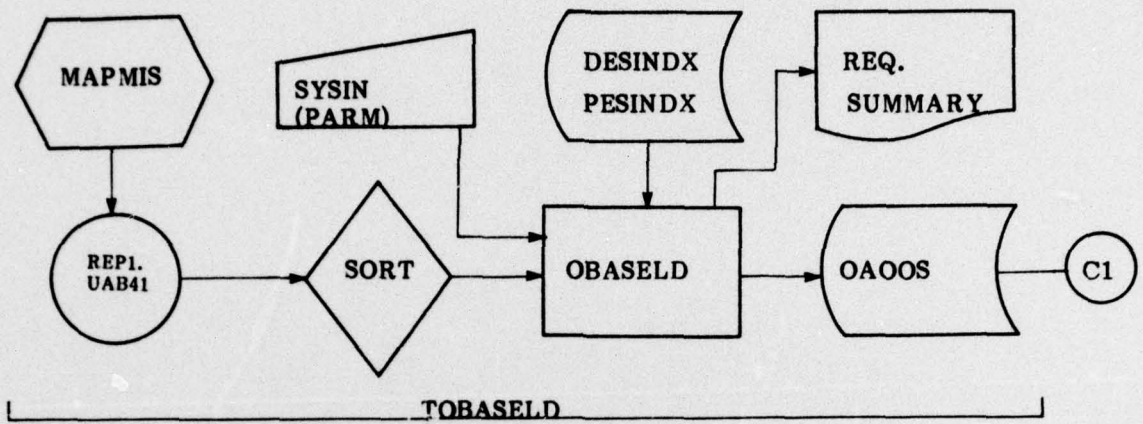 MAPMIS
SYSIN
(PARM)
DESINDX
PESINDX
REQ.
SUMMARY
REP1.
UAB41
SORT
OBASELD
OAOOS
C1
TOBASELD